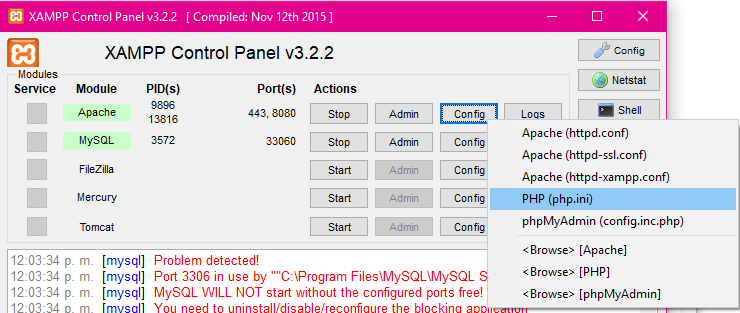 XAMPP Control Panel v3.2.2 [ Compiled: Nov 12th 2015 ]
XAMPP Control Panel v3.2.2
Config
Modules
Service Module PID(s) Port(s) Actions
Netstat
Apache 9896 13816 443, 8080 Stop Admin Config Logs
Shell
MySQL 3572 33060 Stop Admin Config
FileZilla Start Admin Config
Mercury Start Admin Config
Tomcat Start Admin Config
Apache (httpd.conf)
Apache (httpd-ssl.conf)
Apache (httpd-xampp.conf)
PHP (php.ini)
phpMyAdmin (config.inc.php)
<Browse> [Apache]
<Browse> [PHP]
<Browse> [phpMyAdmin]
12:03:34 p. m. [mysql] Problem detected!
12:03:34 p. m. [mysql] Port 3306 in use by ""C:\Program Files\MySQL\MySQL S
12:03:34 p. m. [mysql] MySQL WILL NOT start without the configured ports free!
12:03:34 p. m. [mysql] You need to uninstall/disable/reconfigure the blocking application